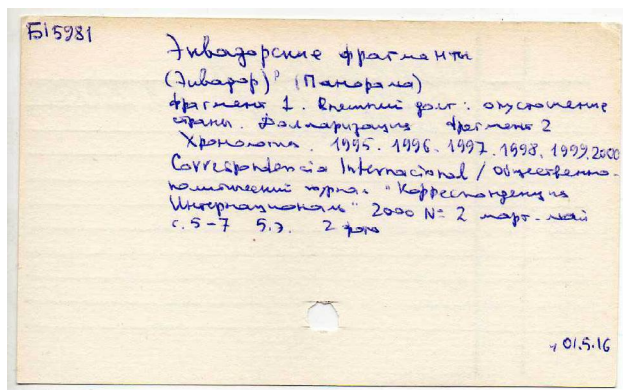 Б15981
Эквадорские фрагменты
(Эквадор) (Панорама)
Фрагмент 1. Внешний долг: опустошение
страны. Долларизация Фрагмент 2
Хронология. 1995. 1996. 1997. 1998. 1999. 2000
Correspondencia Internacional / общественно-
политический журнал "Корреспонденция
Интернациональ" 2000 № 2 март-май
с. 5-7 5.э. 2 фото
01.5.16